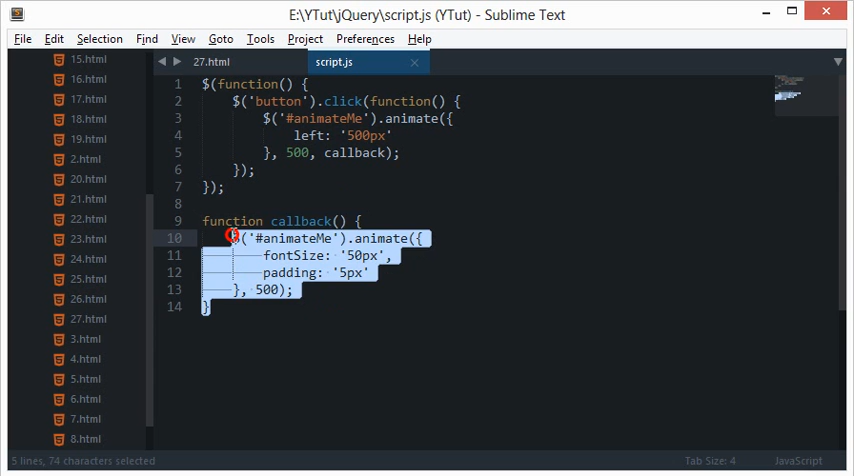 E:\YTut\jQuery\script.js (YTut) - Sublime Text
File Edit Selection Find View Goto Tools Project Preferences Help
27.html script.js
15.html
16.html
17.html
18.html
19.html
2.html
20.html
21.html
22.html
23.html
24.html
25.html
26.html
27.html
3.html
4.html
5.html
6.html
7.html
8.html
1 $(function() {
2 $('button').click(function() {
3 $('#animateMe').animate({
4 left: '500px'
5 }, 500, callback);
6 });
7 });
8
9 function callback() {
10 $('#animateMe').animate({
11 fontSize: '50px',
12 padding: '5px'
13 }, 500);
14 }
5 lines, 74 characters selected Tab Size: 4 JavaScript